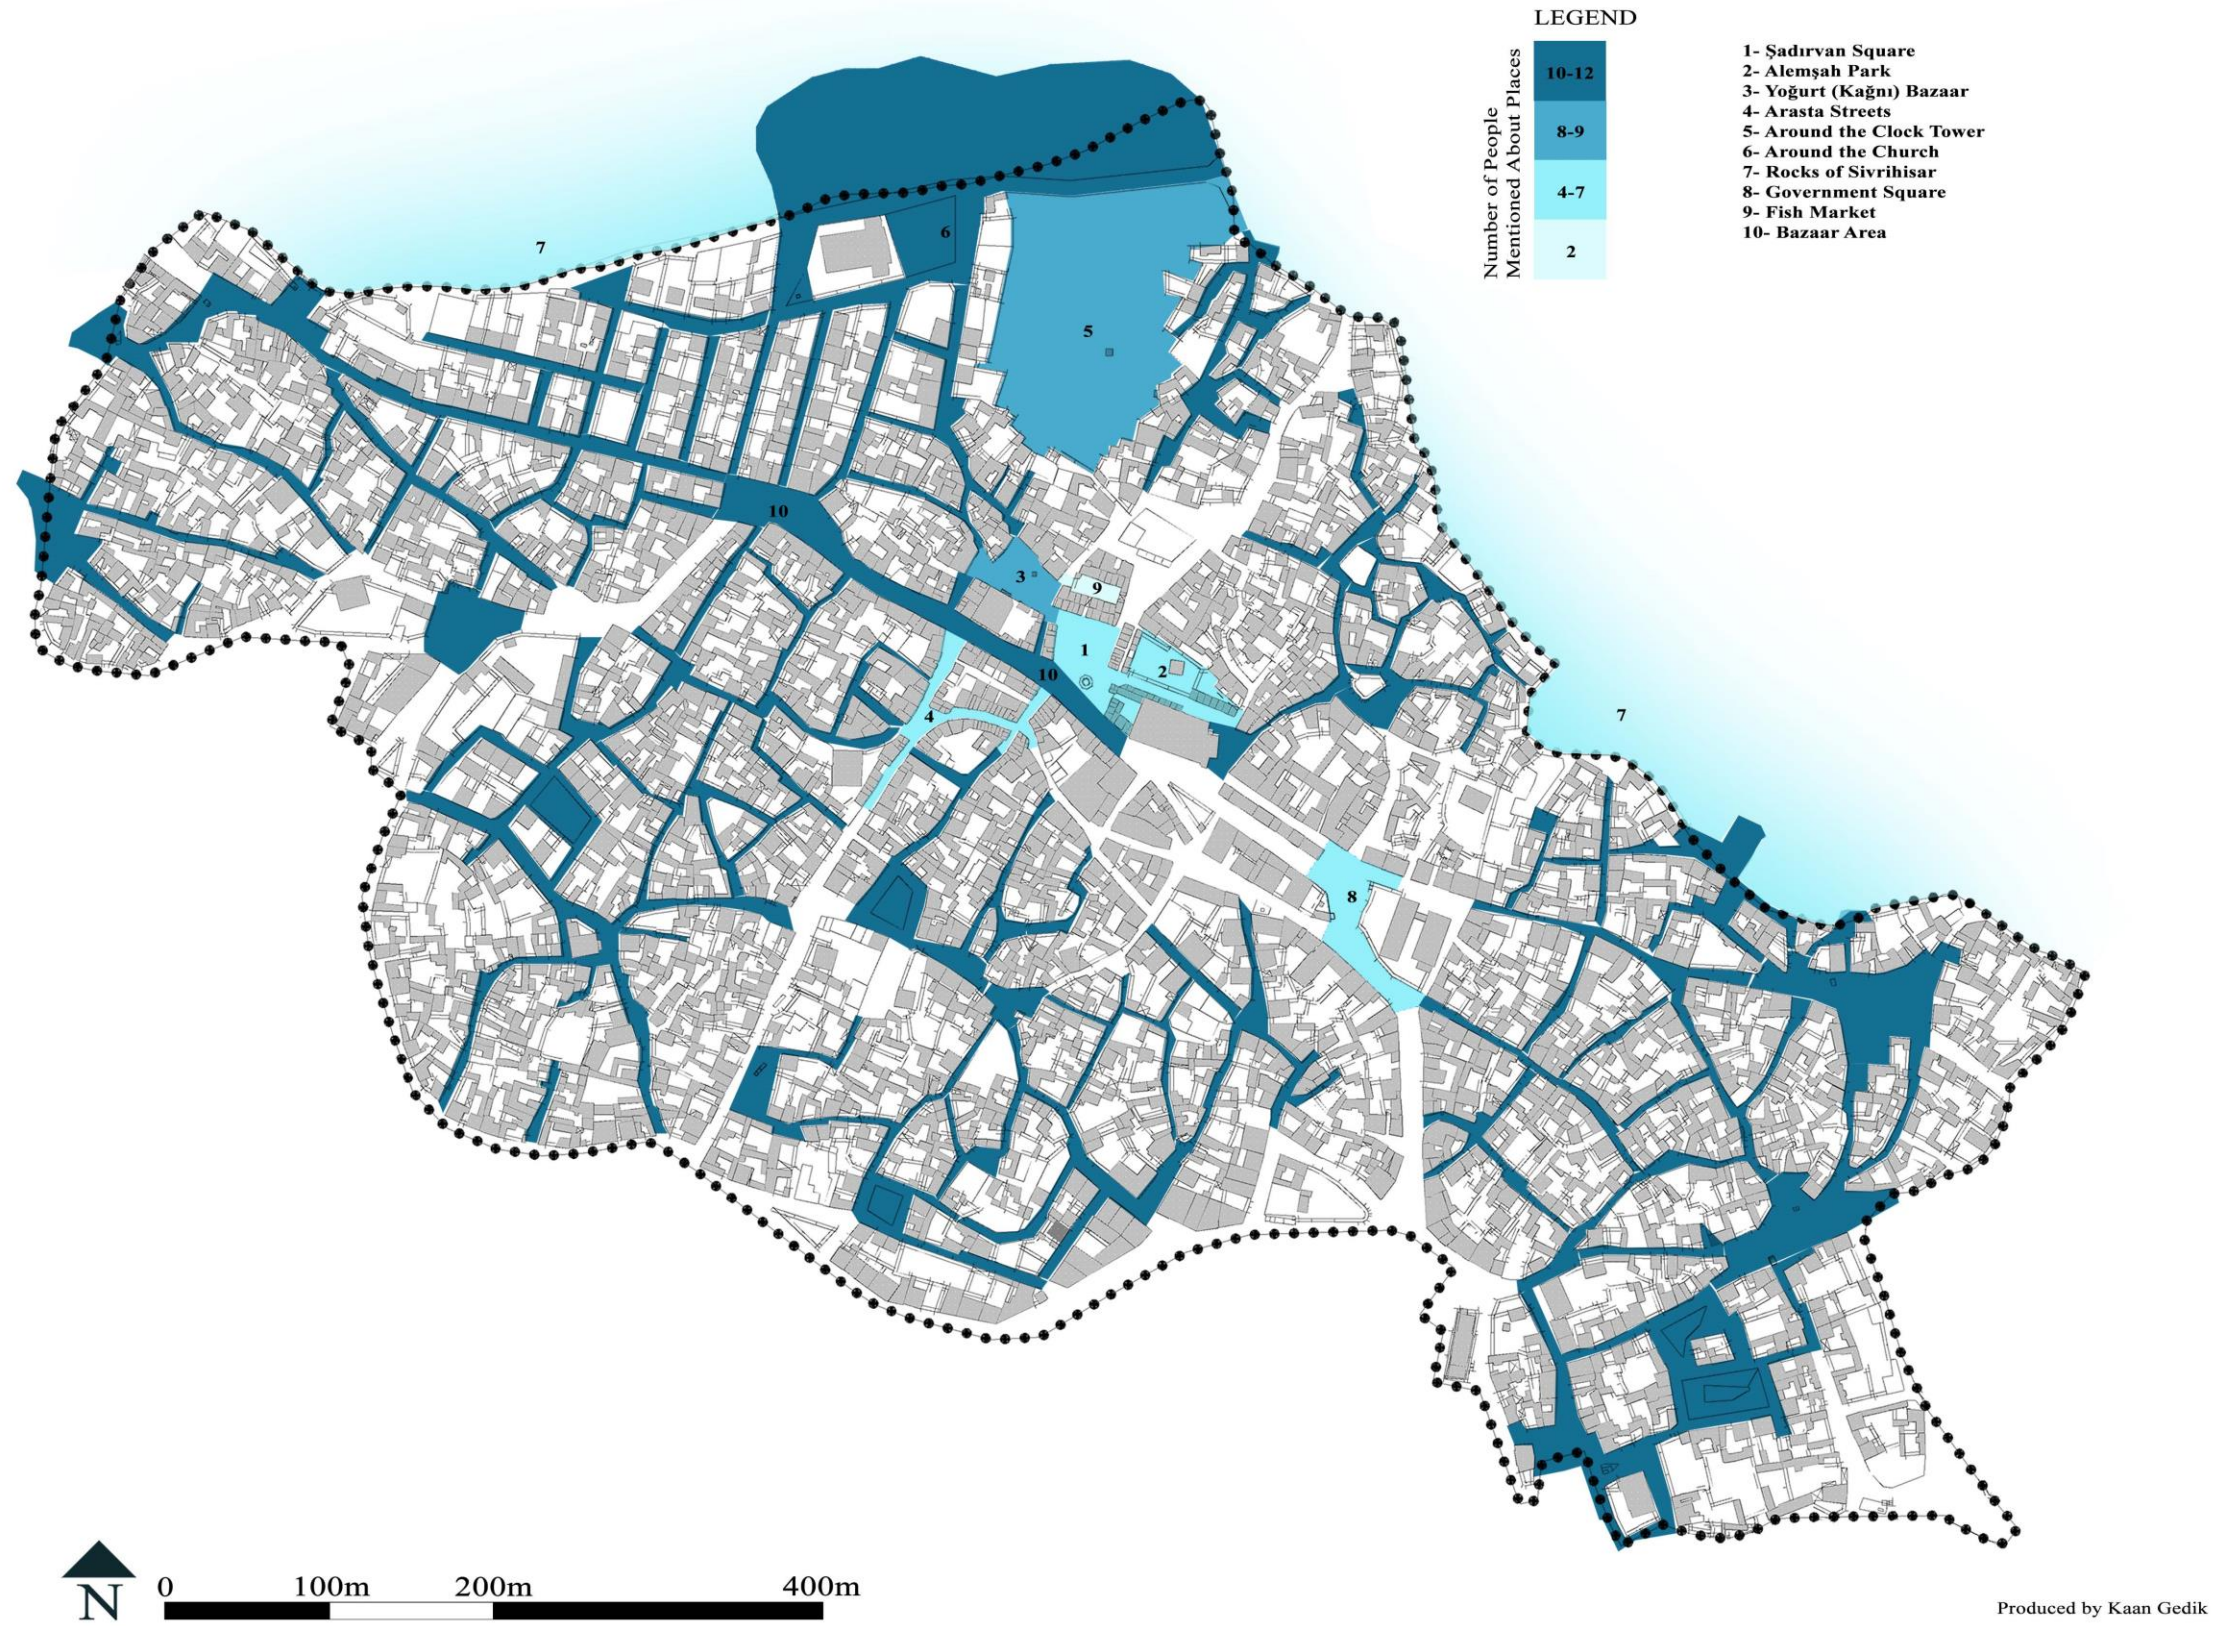 LEGEND
Number of People
Mentioned About Places
10-12
8-9
4-7
2
1- Şadırvan Square
2- Alemşah Park
3- Yoğurt (Kağnı) Bazaar
4- Arasta Streets
5- Around the Clock Tower
6- Around the Church
7- Rocks of Sivrihisar
8- Government Square
9- Fish Market
10- Bazaar Area
6
7
5
10
3
9
1
2
10
4
7
8
N
0 100m 200m 400m
Produced by Kaan Gedik